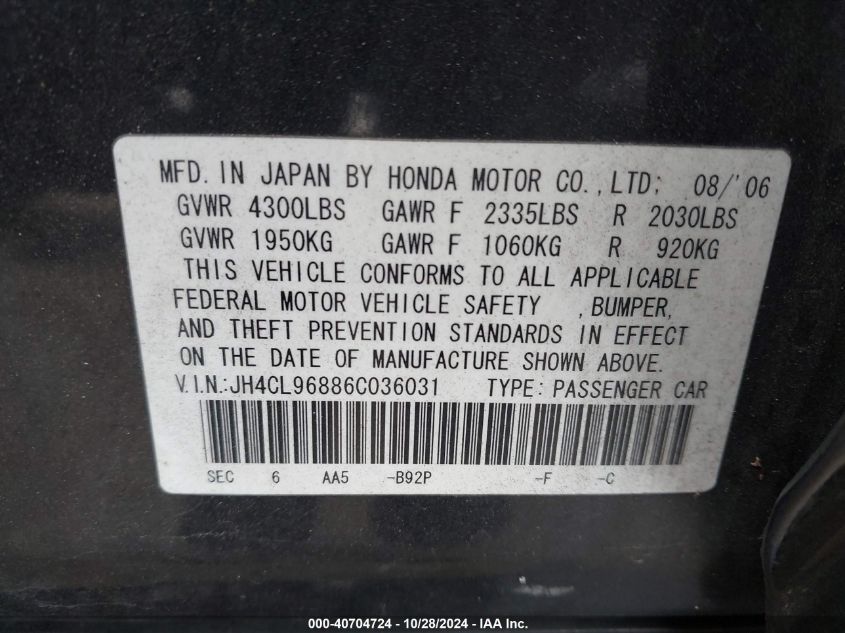 MFD. IN JAPAN BY HONDA MOTOR CO.,LTD; 08/'06
GVWR 4300LBS GAWR F 2335LBS R 2030LBS
GVWR 1950KG GAWR F 1060KG R 920KG
THIS VEHICLE CONFORMS TO ALL APPLICABLE
FEDERAL MOTOR VEHICLE SAFETY ,BUMPER,
AND THEFT PREVENTION STANDARDS IN EFFECT
ON THE DATE OF MANUFACTURE SHOWN ABOVE.
V.I.N.:JH4CL96886C036031 TYPE: PASSENGER CAR
SEC 6 AA5 -B92P -F -C
000-40704724 - 10/28/2024 - IAA Inc.